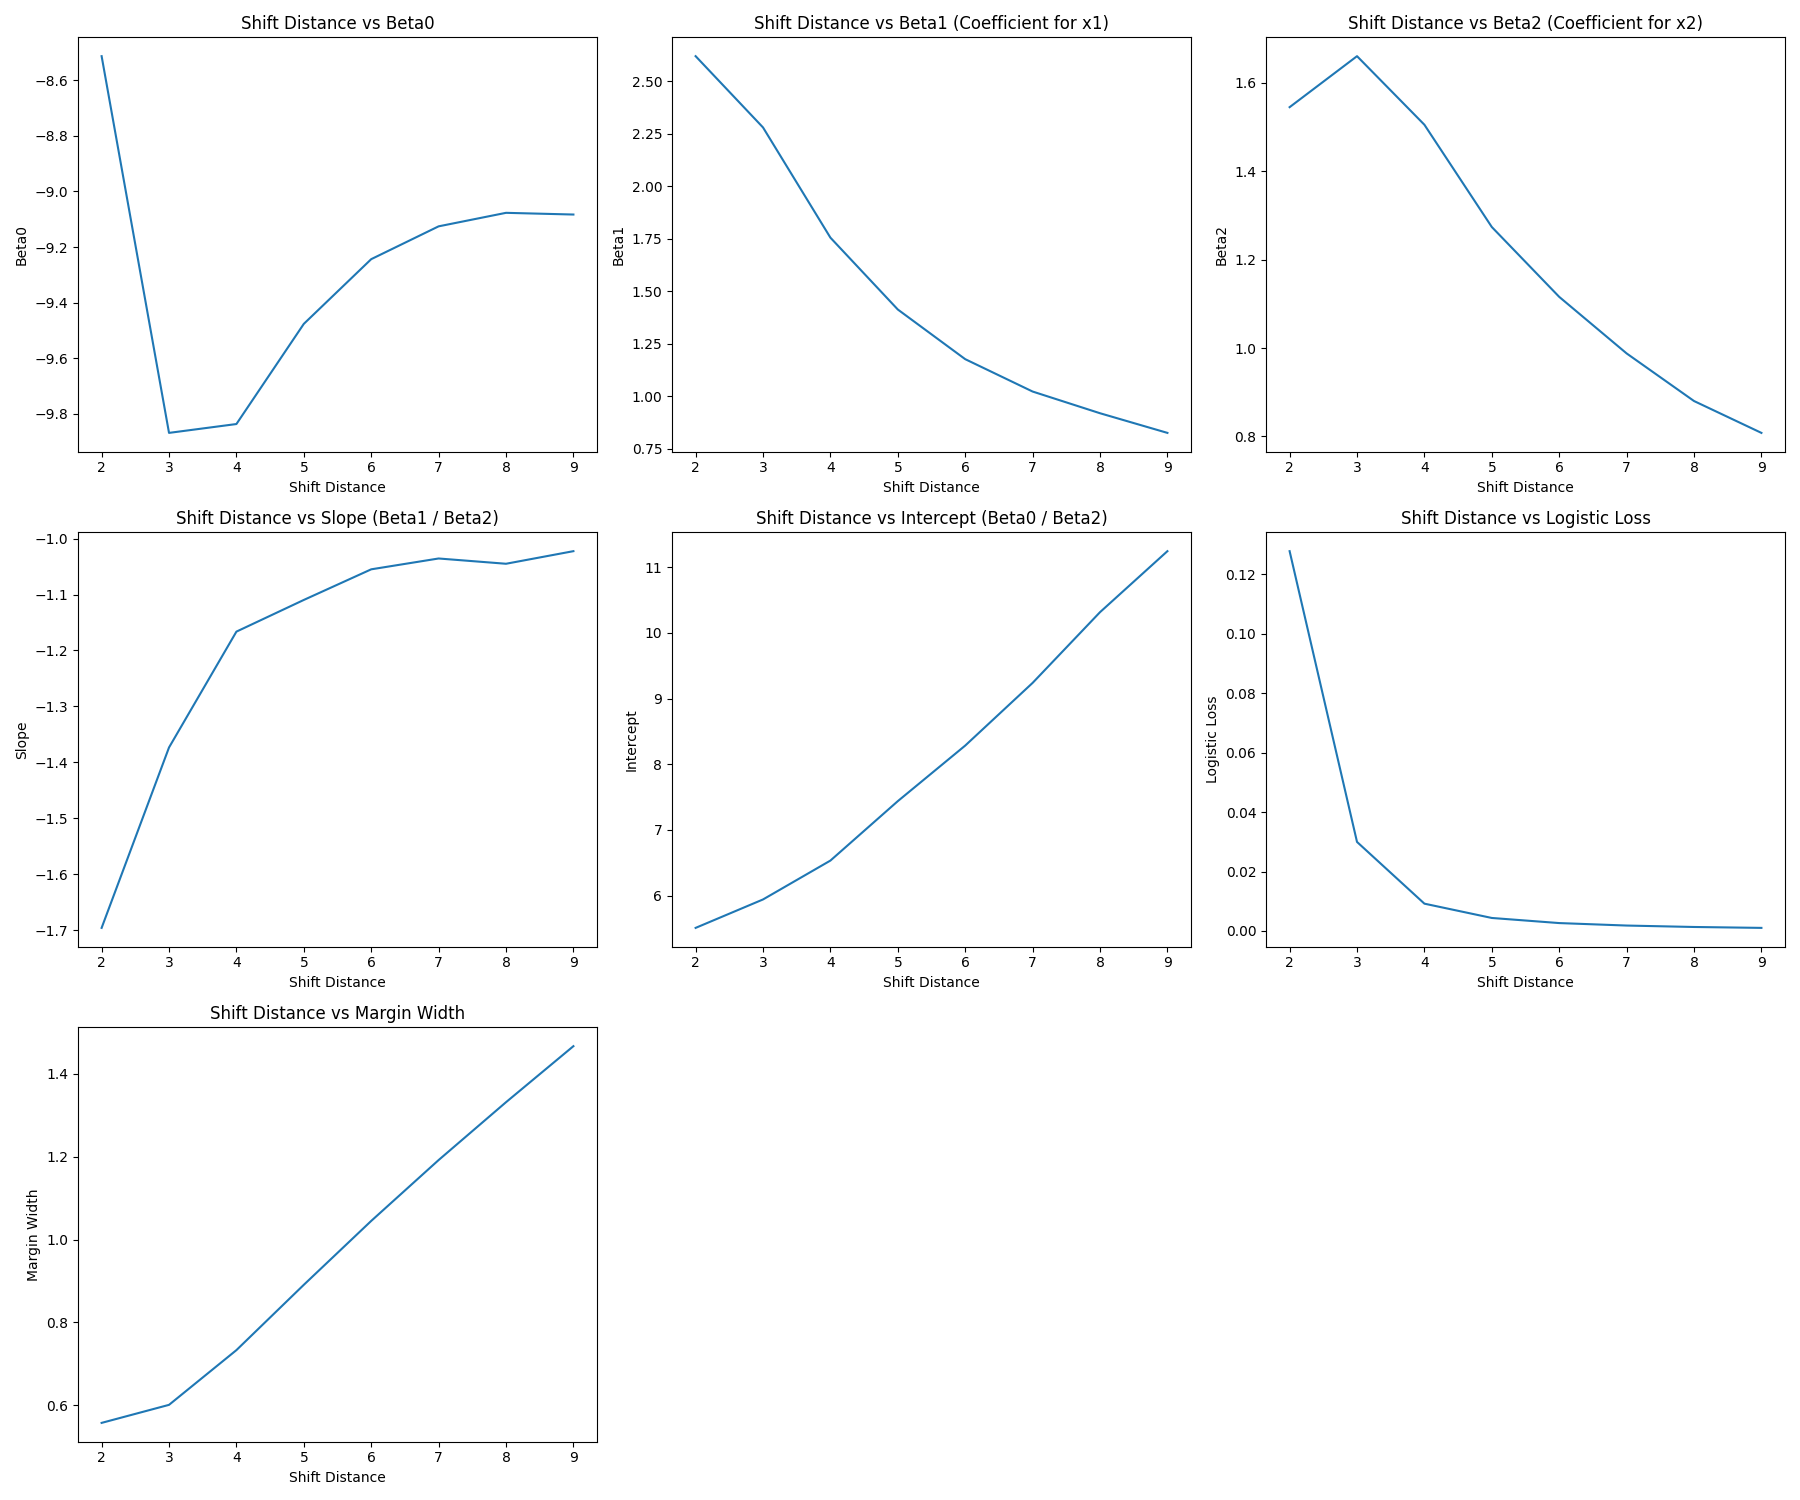 Shift Distance vs Beta0
Beta0
−8.6
−8.8
−9.0
−9.2
−9.4
−9.6
−9.8
2 3 4 5 6 7 8 9
Shift Distance
Shift Distance vs Beta1 (Coefficient for x1)
Beta1
2.50
2.25
2.00
1.75
1.50
1.25
1.00
0.75
2 3 4 5 6 7 8 9
Shift Distance
Shift Distance vs Beta2 (Coefficient for x2)
Beta2
1.6
1.4
1.2
1.0
0.8
2 3 4 5 6 7 8 9
Shift Distance
Shift Distance vs Slope (Beta1 / Beta2)
Slope
−1.0
−1.1
−1.2
−1.3
−1.4
−1.5
−1.6
−1.7
2 3 4 5 6 7 8 9
Shift Distance
Shift Distance vs Intercept (Beta0 / Beta2)
Intercept
11
10
9
8
7
6
2 3 4 5 6 7 8 9
Shift Distance
Shift Distance vs Logistic Loss
Logistic Loss
0.12
0.10
0.08
0.06
0.04
0.02
0.00
2 3 4 5 6 7 8 9
Shift Distance
Shift Distance vs Margin Width
Margin Width
1.4
1.2
1.0
0.8
0.6
2 3 4 5 6 7 8 9
Shift Distance